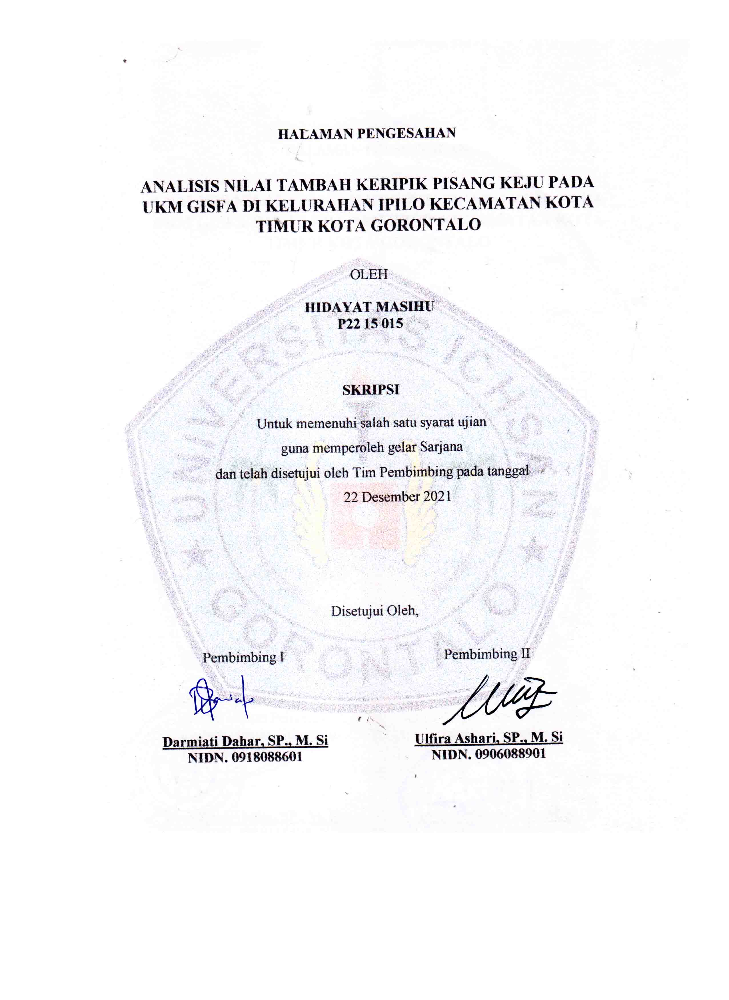 HALAMAN PENGESAHAN
ANALISIS NILAI TAMBAH KERIPIK PISANG KEJU PADA
UKM GISFA DI KELURAHAN IPILO KECAMATAN KOTA
TIMUR KOTA GORONTALO
OLEH
HIDAYAT MASIHU
P22 15 015
UNIVERSITAS ICHSAN
SKRIPSI
Untuk memenuhi salah satu syarat ujian
guna memperoleh gelar Sarjana
dan telah disetujui oleh Tim Pembimbing pada tanggal
22 Desember 2021
GORONTALO
Disetujui Oleh,
Pembimbing I Pembimbing II
Darmiati Dahar, SP., M. Si Ulfira Ashari, SP., M. Si
NIDN. 0918088601 NIDN. 0906088901